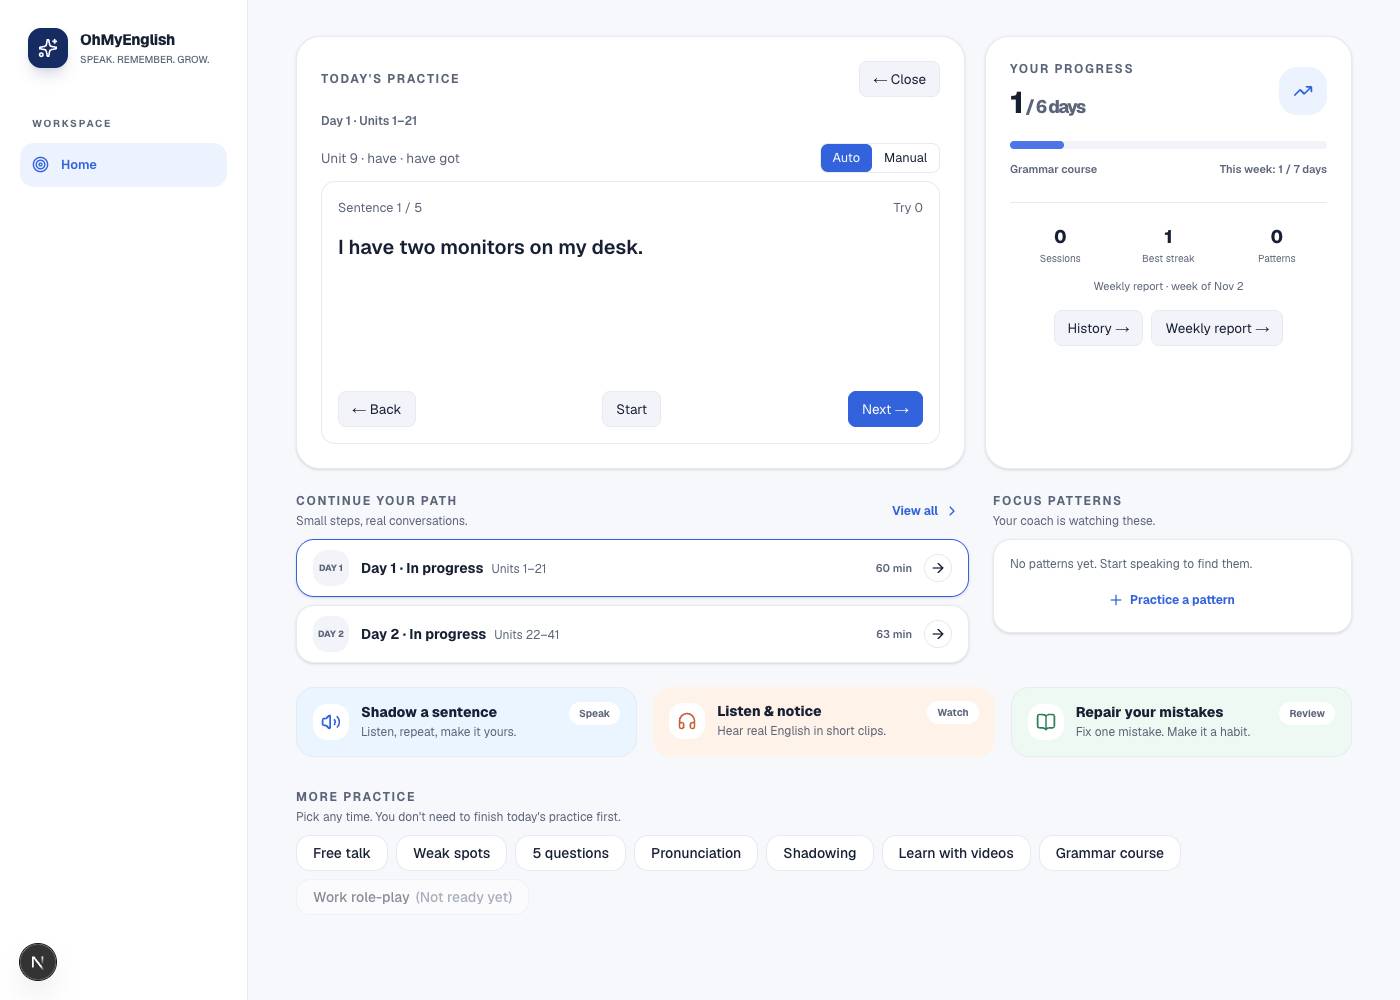 OhMyEnglish
SPEAK. REMEMBER. GROW.
WORKSPACE
Home
TODAY'S PRACTICE
← Close
Day 1 · Units 1–21
Unit 9 · have · have got
Auto
Manual
Sentence 1 / 5
Try 0
I have two monitors on my desk.
← Back
Start
Next →
YOUR PROGRESS
1 / 6 days
Grammar course
This week: 1 / 7 days
0
1
0
Sessions
Best streak
Patterns
Weekly report · week of Nov 2
History →
Weekly report →
CONTINUE YOUR PATH
Small steps, real conversations.
View all
DAY 1
Day 1 · In progress Units 1–21
60 min
DAY 2
Day 2 · In progress Units 22–41
63 min
FOCUS PATTERNS
Your coach is watching these.
No patterns yet. Start speaking to find them.
Practice a pattern
Shadow a sentence
Speak
Listen, repeat, make it yours.
Listen & notice
Watch
Hear real English in short clips.
Repair your mistakes
Review
Fix one mistake. Make it a habit.
MORE PRACTICE
Pick any time. You don't need to finish today's practice first.
Free talk
Weak spots
5 questions
Pronunciation
Shadowing
Learn with videos
Grammar course
Work role-play (Not ready yet)
N